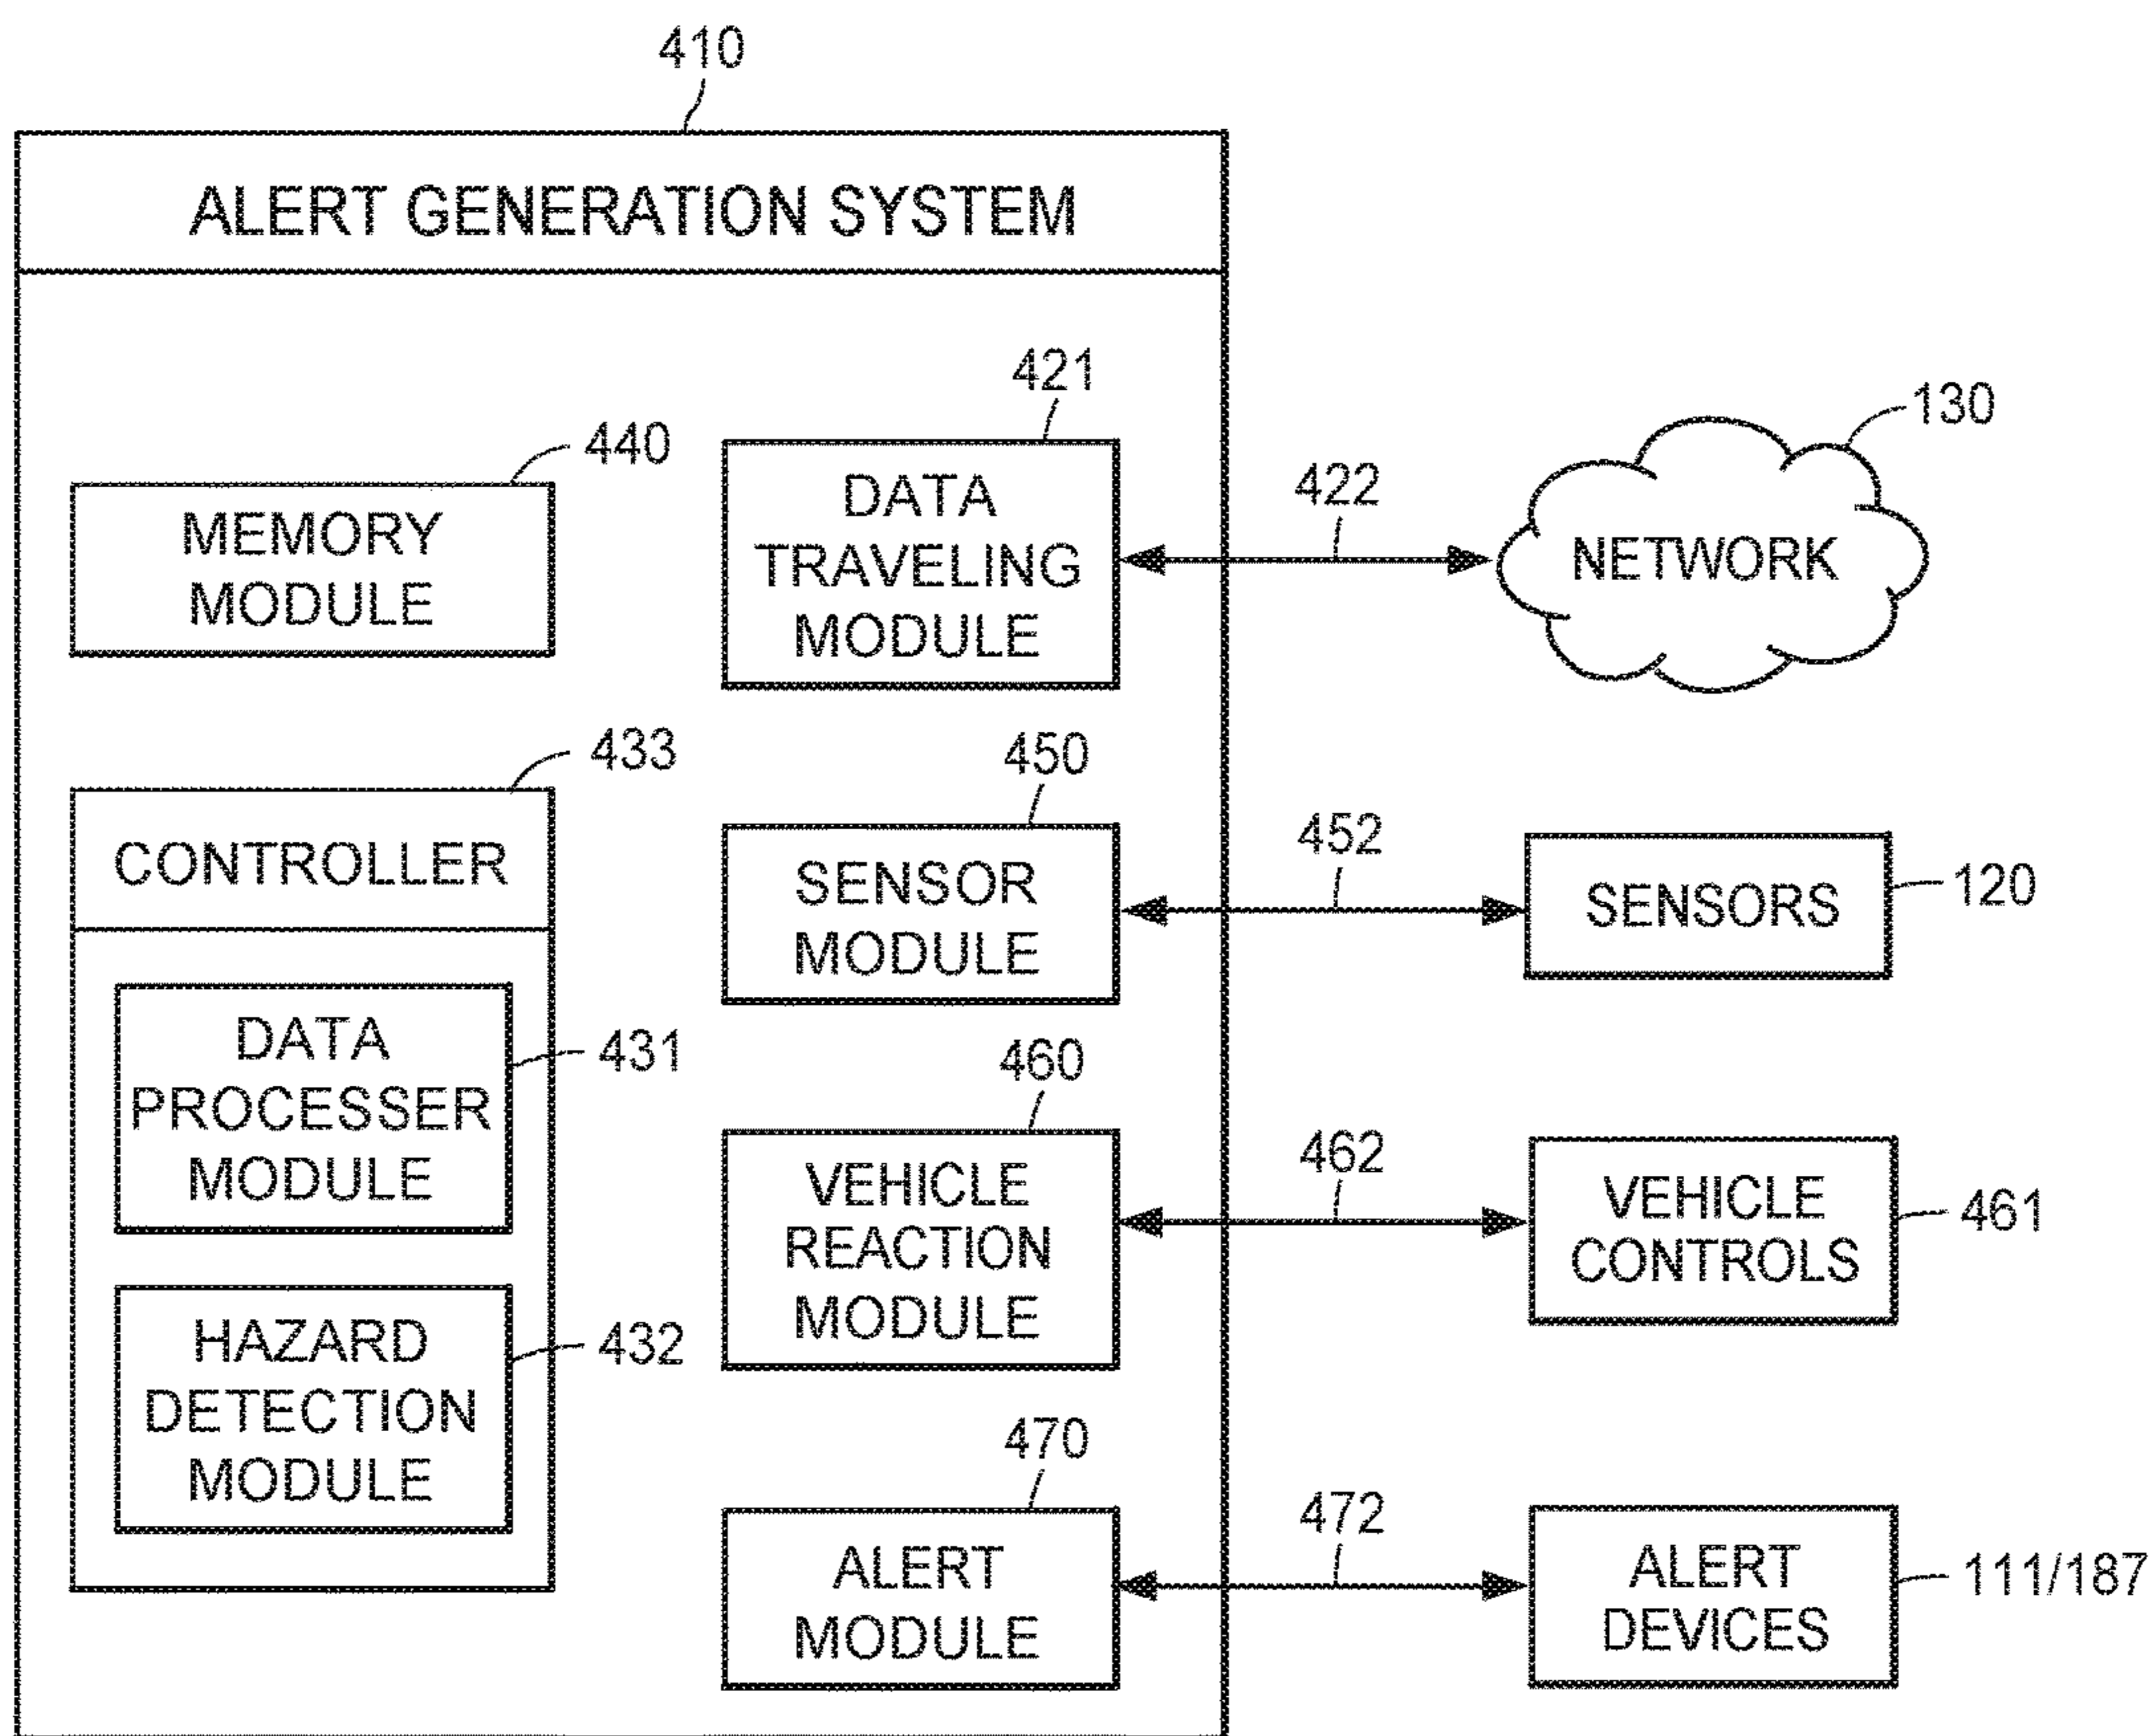 410
ALERT GENERATION SYSTEM
440
MEMORY
MODULE
421
DATA
TRAVELING
MODULE
422
130
NETWORK
433
CONTROLLER
431
DATA
PROCESSER
MODULE
432
HAZARD
DETECTION
MODULE
450
SENSOR
MODULE
452
SENSORS
120
460
VEHICLE
REACTION
MODULE
462
VEHICLE
CONTROLS
461
470
ALERT
MODULE
472
ALERT
DEVICES
111/187